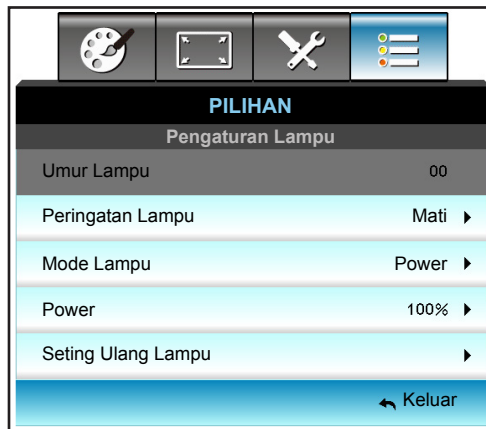 PILIHAN
Pengaturan Lampu
Umur Lampu 00
Peringatan Lampu Mati
Mode Lampu Power
Power 100%
Seting Ulang Lampu
Keluar